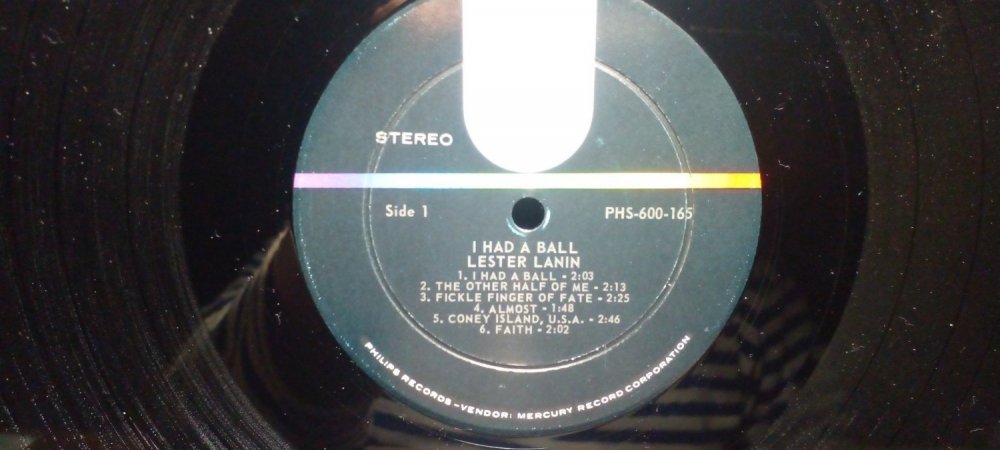 STEREO
Side 1 PHS-600-165
I HAD A BALL
LESTER LANIN
1. I HAD A BALL - 2:03
2. THE OTHER HALF OF ME - 2:13
3. FICKLE FINGER OF FATE - 2:25
4. ALMOST - 1:48
5. CONEY ISLAND, U.S.A. - 2:46
6. FAITH - 2:02
PHILIPS RECORDS - VENDOR: MERCURY RECORD CORPORATION